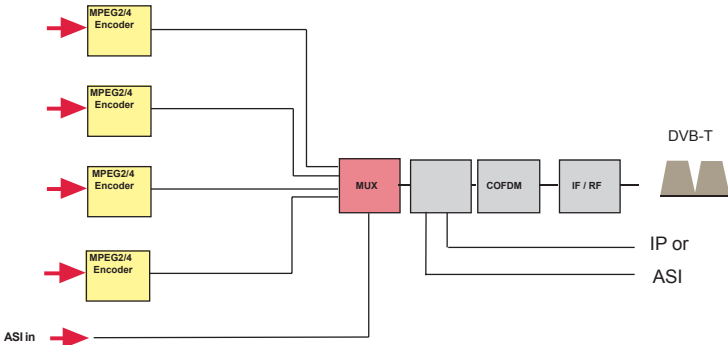 MPEG2/4
Encoder
MPEG2/4
Encoder
MPEG2/4
Encoder
MPEG2/4
Encoder
ASI in
MUX
COFDM
IF / RF
DVB-T
IP or
ASI